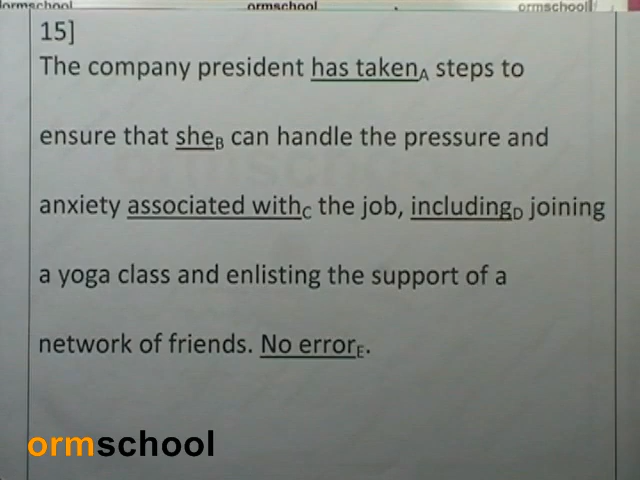 ormschool ormschool ormschool
15]
The company president has takenA steps to
ensure that sheB can handle the pressure and
anxiety associated withC the job, includingD joining
a yoga class and enlisting the support of a
network of friends. No errorE.
ormschool